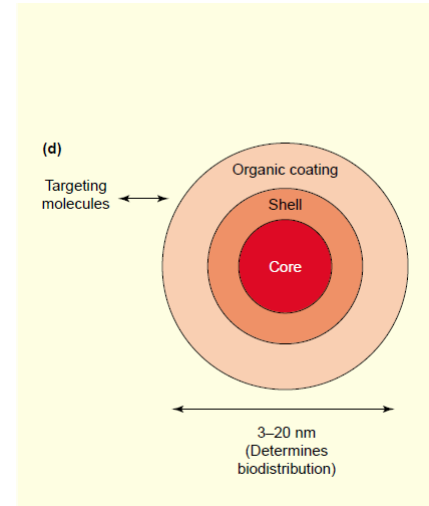 (d)
Organic coating
Targeting
molecules
Shell
Core
3–20 nm
(Determines
biodistribution)